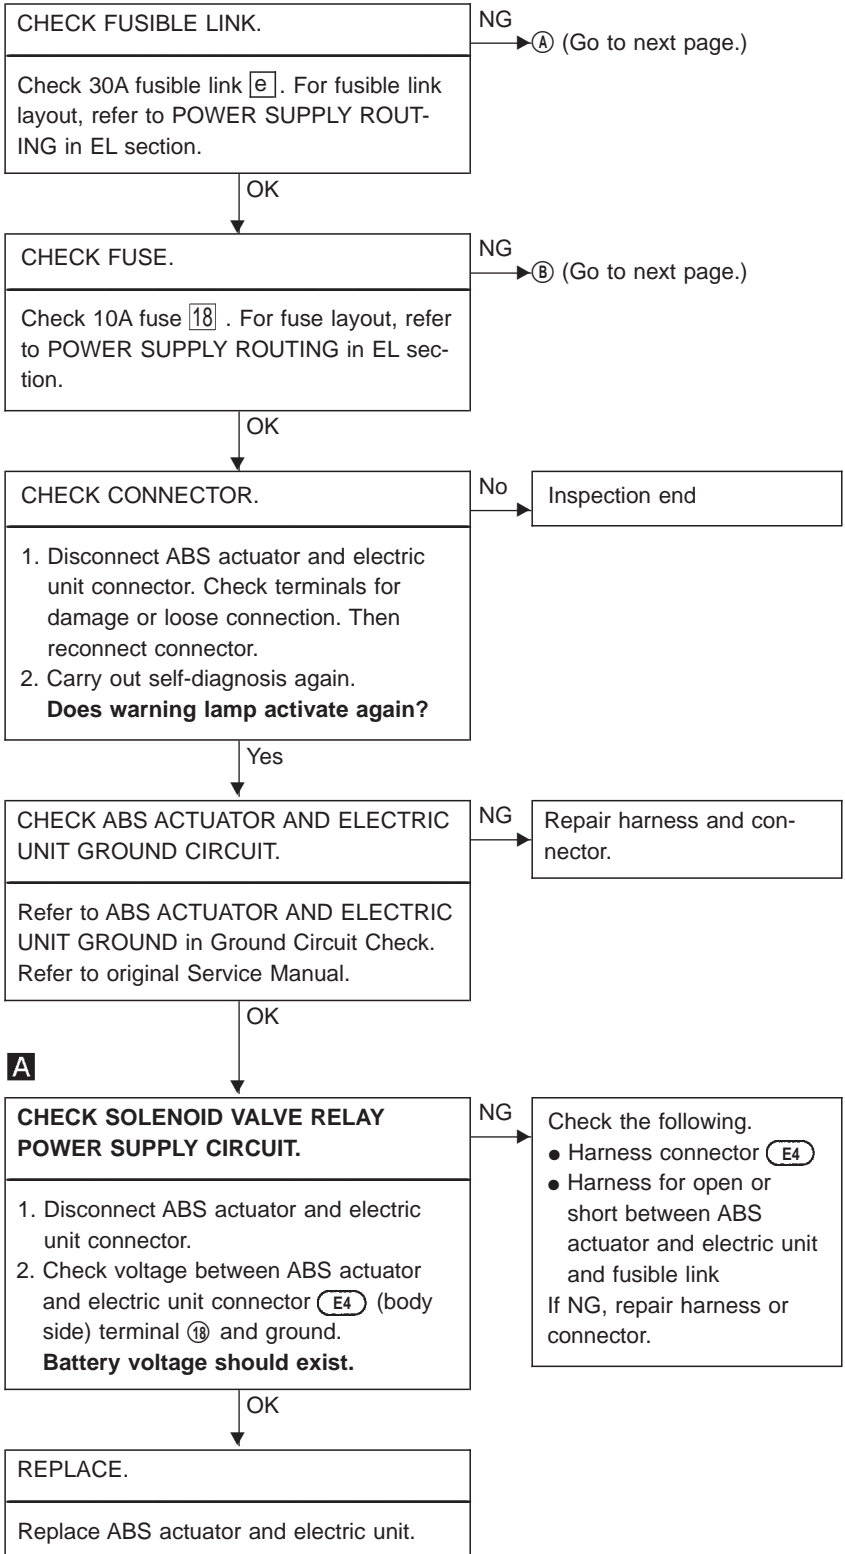 CHECK FUSIBLE LINK.
NG
Ⓐ (Go to next page.)
Check 30A fusible link e . For fusible link
layout, refer to POWER SUPPLY ROUT-
ING in EL section.
OK
CHECK FUSE.
NG
Ⓑ (Go to next page.)
Check 10A fuse 18 . For fuse layout, refer
to POWER SUPPLY ROUTING in EL sec-
tion.
OK
CHECK CONNECTOR.
No
Inspection end
1. Disconnect ABS actuator and electric
unit connector. Check terminals for
damage or loose connection. Then
reconnect connector.
2. Carry out self-diagnosis again.
Does warning lamp activate again?
Yes
CHECK ABS ACTUATOR AND ELECTRIC
UNIT GROUND CIRCUIT.
NG
Repair harness and con-
nector.
Refer to ABS ACTUATOR AND ELECTRIC
UNIT GROUND in Ground Circuit Check.
Refer to original Service Manual.
OK
A
CHECK SOLENOID VALVE RELAY
POWER SUPPLY CIRCUIT.
NG
Check the following.
● Harness connector E4
● Harness for open or
short between ABS
actuator and electric unit
and fusible link
If NG, repair harness or
connector.
1. Disconnect ABS actuator and electric
unit connector.
2. Check voltage between ABS actuator
and electric unit connector E4 (body
side) terminal ⑱ and ground.
Battery voltage should exist.
OK
REPLACE.
Replace ABS actuator and electric unit.